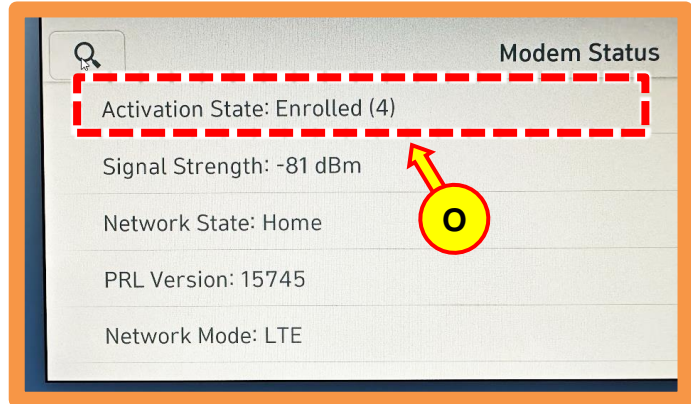 Modem Status
Activation State: Enrolled (4)
O
Signal Strength: -81 dBm
Network State: Home
PRL Version: 15745
Network Mode: LTE